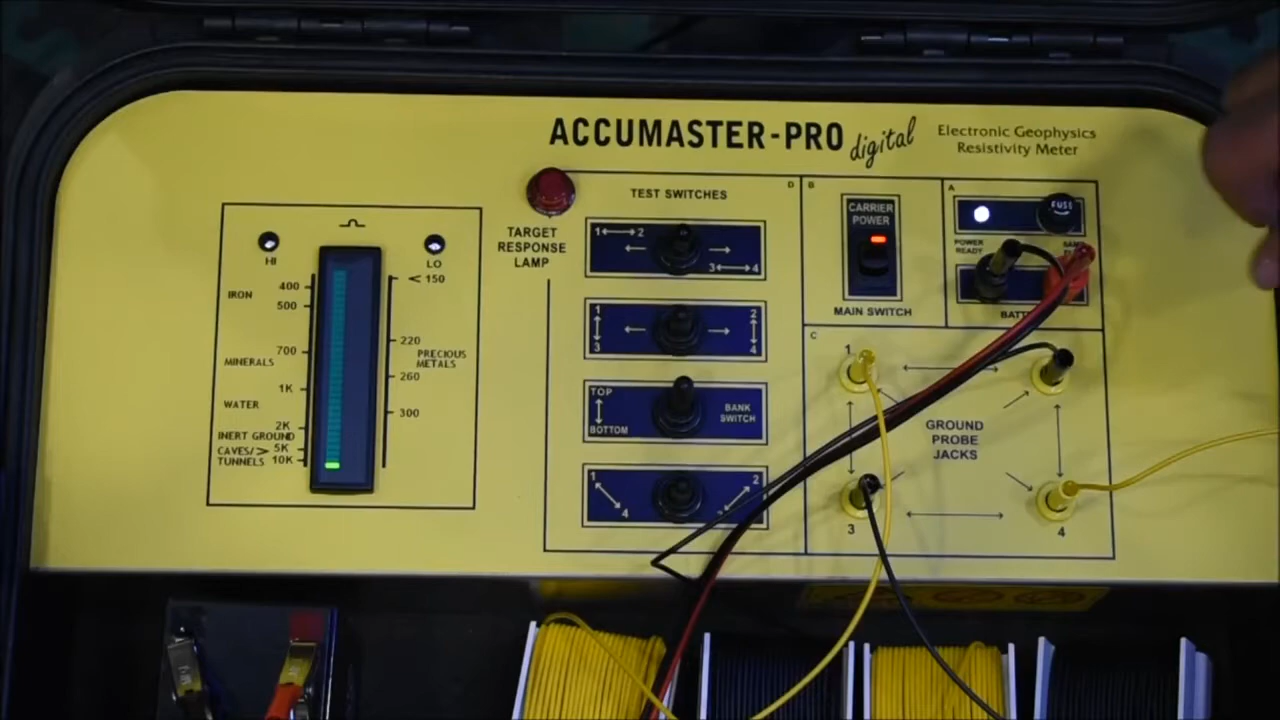 ACCUMASTER-PRO digital
Electronic Geophysics
Resistivity Meter
HI
LO
IRON
MINERALS
WATER
INERT GROUND
CAVES/>
TUNNELS
400
500
700
1K
2K
5K
10K
< 150
220
260
300
PRECIOUS
METALS
TARGET
RESPONSE
LAMP
TEST SWITCHES
D
1 2
3 4
1
3
2
4
TOP
BOTTOM
BANK
SWITCH
1
4
2
B
CARRIER
POWER
MAIN SWITCH
A
FUSE
POWER
READY
C
1
GROUND
PROBE
JACKS
3
4